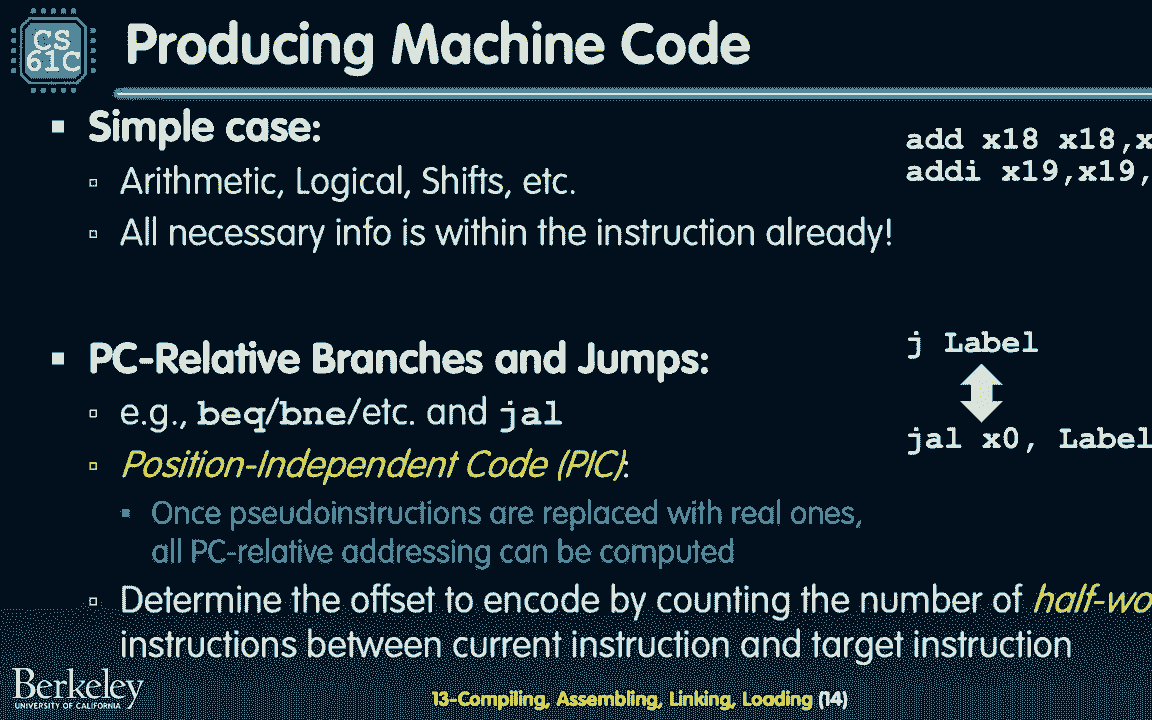 CS
61C
Producing Machine Code
Simple case:
add x18 x18,x
addi x19,x19,
Arithmetic, Logical, Shifts, etc.
All necessary info is within the instruction already!
PC-Relative Branches and Jumps:
j Label
e.g., beq/bne/etc. and jal
jal x0, Label
Position-Independent Code (PIC):
Once pseudoinstructions are replaced with real ones,
all PC-relative addressing can be computed
Determine the offset to encode by counting the number of half-wo
instructions between current instruction and target instruction
Berkeley
UNIVERSITY OF CALIFORNIA
13-Compiling, Assembling, Linking, Loading (14)